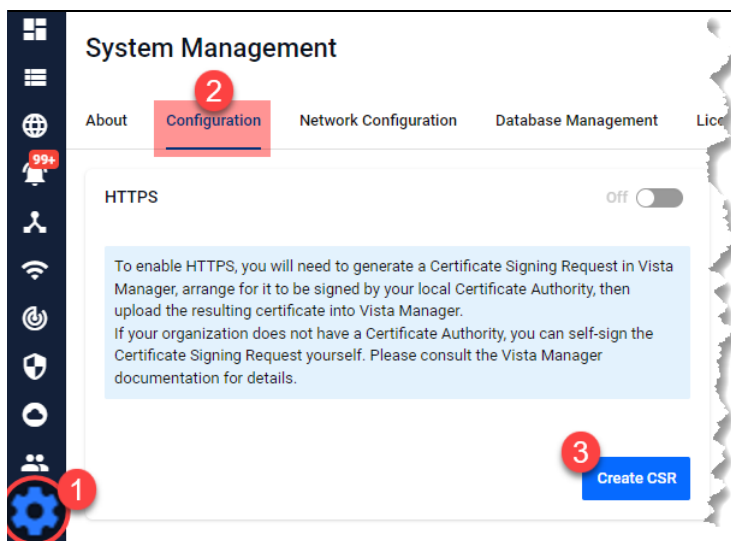 System Management
2
About Configuration Network Configuration Database Management
99+
HTTPS Off
To enable HTTPS, you will need to generate a Certificate Signing Request in Vista
Manager, arrange for it to be signed by your local Certificate Authority, then
upload the resulting certificate into Vista Manager.
If your organization does not have a Certificate Authority, you can self-sign the
Certificate Signing Request yourself. Please consult the Vista Manager
documentation for details.
3
Create CSR
1